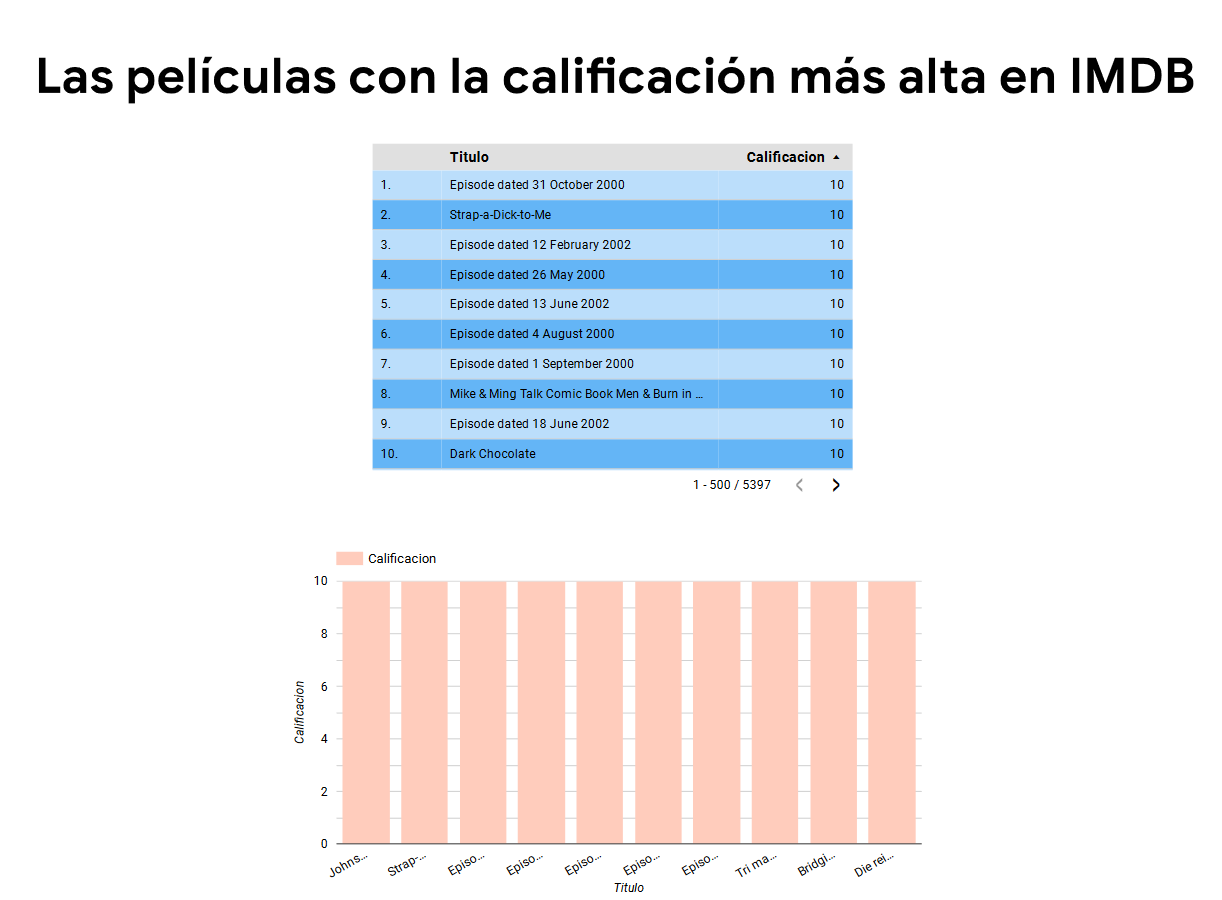 Las películas con la calificación más alta en IMDB
Titulo Calificacion
1. Episode dated 31 October 2000 10
2. Strap-a-Dick-to-Me 10
3. Episode dated 12 February 2002 10
4. Episode dated 26 May 2000 10
5. Episode dated 13 June 2002 10
6. Episode dated 4 August 2000 10
7. Episode dated 1 September 2000 10
8. Mike & Ming Talk Comic Book Men & Burn in ... 10
9. Episode dated 18 June 2002 10
10. Dark Chocolate 10
1 - 500 / 5397
Calificacion
10
8
6
4
2
0
Calificacion
Johns...
Strap-...
Episo...
Episo...
Episo...
Episo...
Episo...
Tri ma...
Bridgi...
Die rei...
Titulo